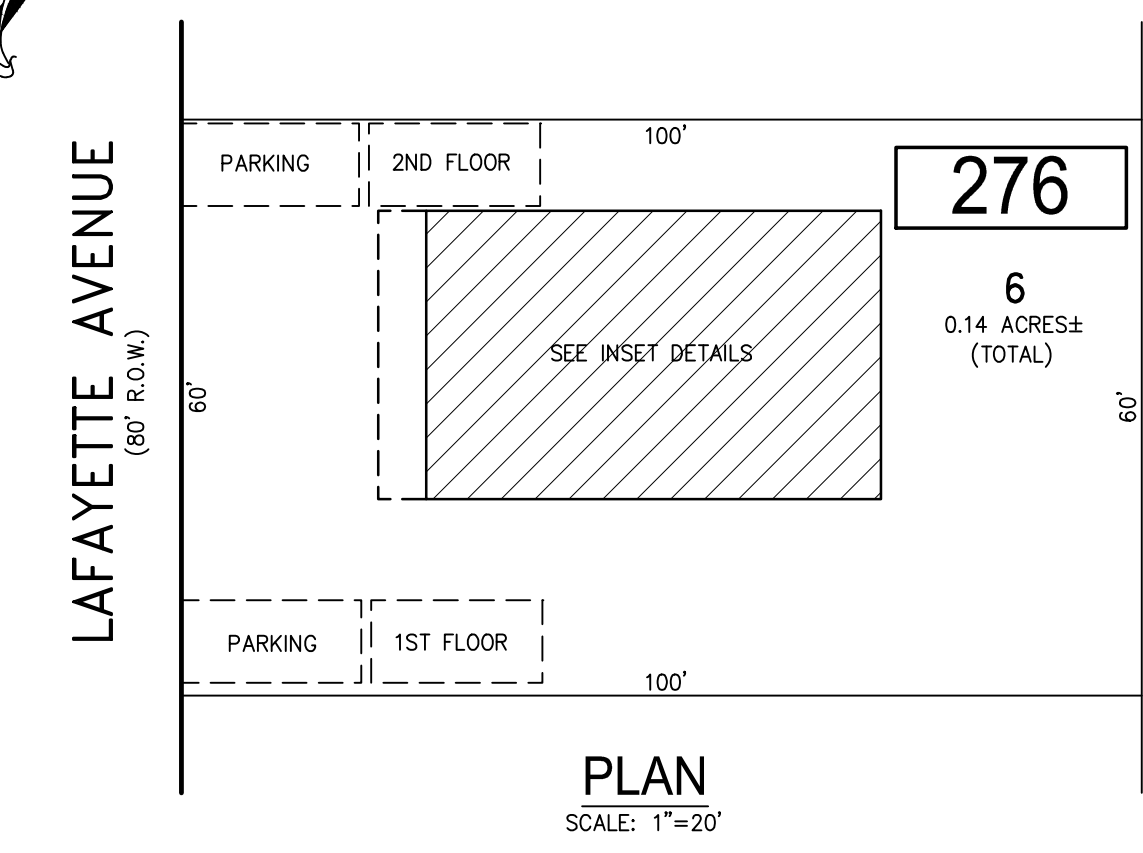 LAFAYETTE AVENUE
(80' R.O.W.)
60'
PARKING
2ND FLOOR
100'
276
6
0.14 ACRES±
(TOTAL)
SEE INSET DETAILS
60'
PARKING
1ST FLOOR
100'
PLAN
SCALE: 1"=20'